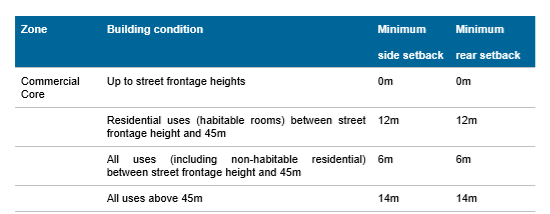 Zone Building condition Minimum side setback Minimum rear setback
Commercial Core Up to street frontage heights 0m 0m
Residential uses (habitable rooms) between street frontage height and 45m 12m 12m
All uses (including non-habitable residential) between street frontage height and 45m 6m 6m
All uses above 45m 14m 14m